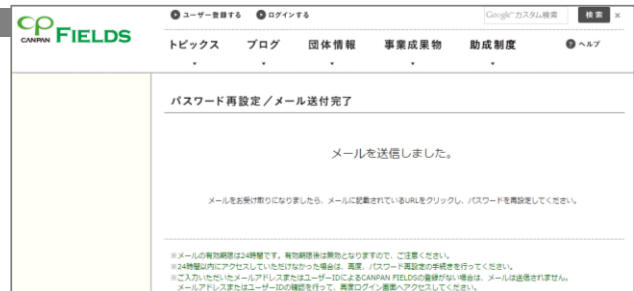 ユーザー登録する ログインする Google カスタム検索 検索 ×
CANPAN FIELDS
トピックス ブログ 団体情報 事業成果物 助成制度 ヘルプ
パスワード再設定／メール送付完了
メールを送信しました。
メールをお受け取りになりましたら、メールに記載されているURLをクリックし、パスワードを再設定してください。
※メールの有効期限は24時間です。有効期限後は無効となりますので、ご注意ください。
※24時間以内にアクセスしていただけなかった場合は、再度、パスワード再設定の手続きを行ってください。
※ご入力いただいたメールアドレスまたはユーザーIDによるCANPAN FIELDSの登録がない場合は、メールは送信されません。
メールアドレスまたはユーザーIDの確認を行って、再度ログイン画面へアクセスしてください。